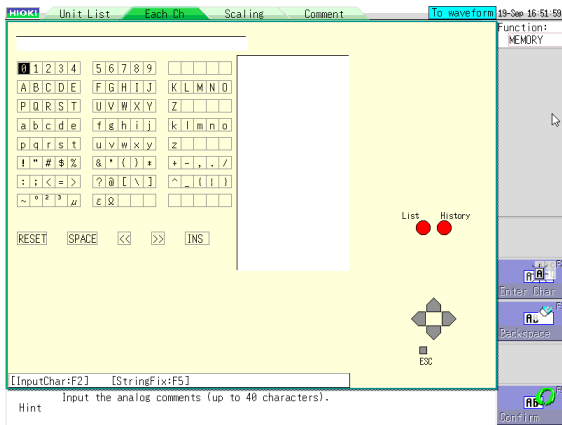 HIOKI Unit List Each Ch Scaling Comment To waveform 19-Sep 16:51:59
Function:
MEMORY
0 1 2 3 4 5 6 7 8 9
A B C D E F G H I J K L M N O
P Q R S T U V W X Y Z
a b c d e f g h i j k l m n o
p q r s t u v w x y z
! " # $ % & ' ( ) * + - , . /
: ; < = > ? @ [ \ ] ^ _ { | }
~ ° ² ³ μ ε Ω
List History
RESET SPACE << >> INS
Enter Char
Backspace
ESC
[InputChar:F2] [StringFix:F5]
Input the analog comments (up to 40 characters).
Hint
AB
Confirm